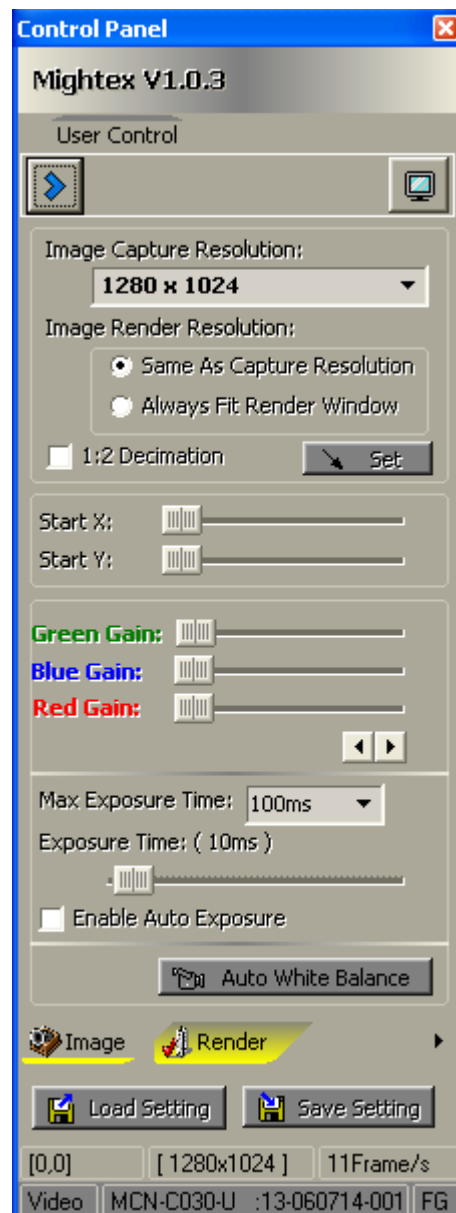 Control Panel
Mightex V1.0.3
User Control
Image Capture Resolution:
1280 x 1024
Image Render Resolution:
Same As Capture Resolution
Always Fit Render Window
1:2 Decimation
Set
Start X:
Start Y:
Green Gain:
Blue Gain:
Red Gain:
Max Exposure Time: 100ms
Exposure Time: ( 10ms )
Enable Auto Exposure
Auto White Balance
Image Render
Load Setting Save Setting
[0,0] [ 1280x1024 ] 11Frame/s
Video MCN-C030-U :13-060714-001 FG